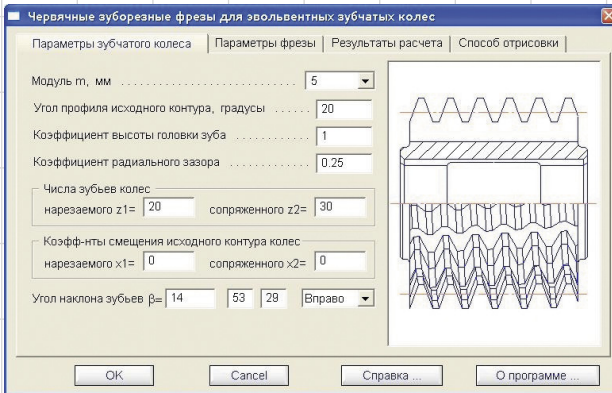 Червячные зуборезные фрезы для эвольвентных зубчатых колес
Параметры зубчатого колеса Параметры фрезы Результаты расчета Способ отрисовки
Модуль m, мм 5
Угол профиля исходного контура, градусы 20
Коэффициент высоты головки зуба 1
Коэффициент радиального зазора 0.25
Числа зубьев колес
нарезаемого z1= 20 сопряженного z2= 30
Коэфф-нты смещения исходного контура колес
нарезаемого x1= 0 сопряженного x2= 0
Угол наклона зубьев β= 14 53 29 Вправо
OK Cancel Справка ... О программе ...